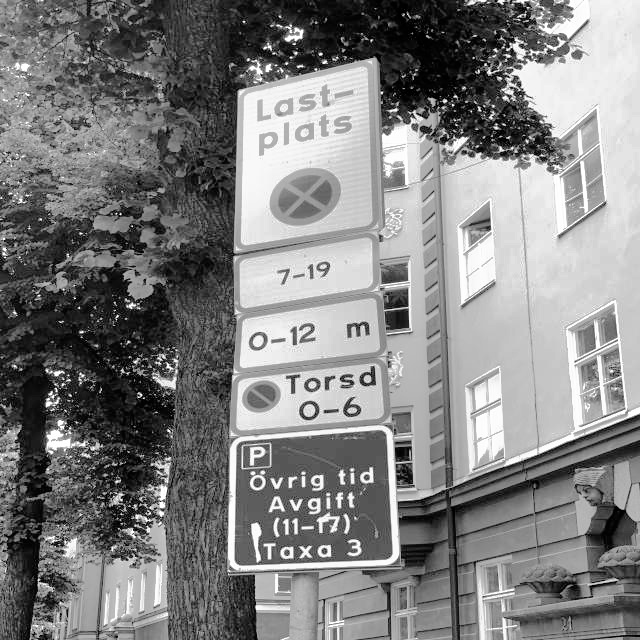 Last-
plats
7-19
0-12 m
Torsd
0-6
P
Övrig tid
Avgift
(11-17)
Taxa 3